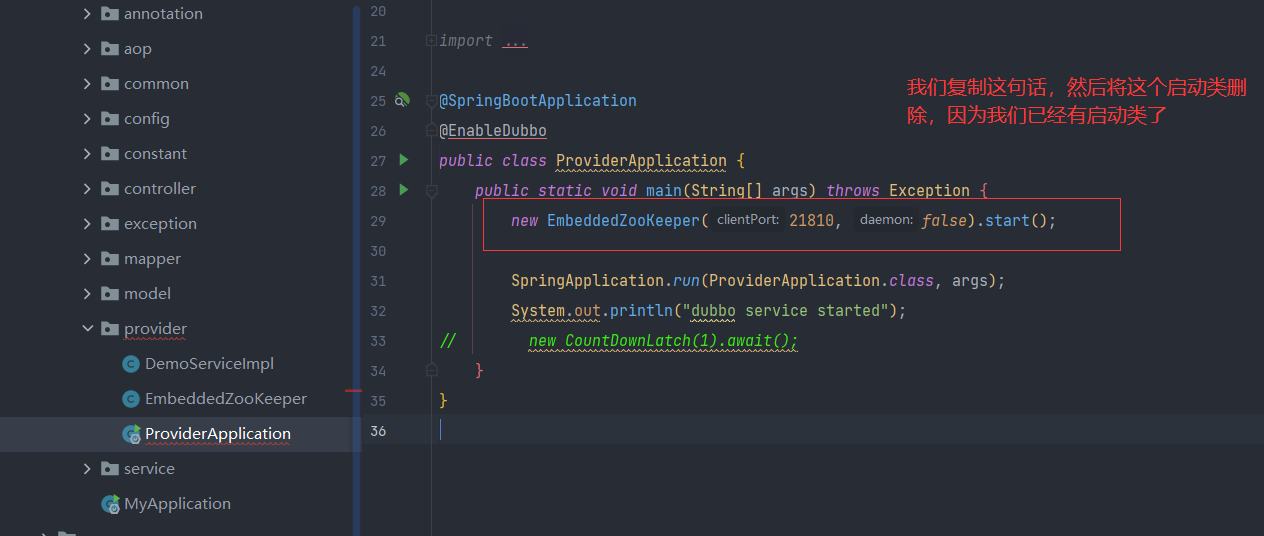 annotation
aop
common
config
constant
controller
exception
mapper
model
provider
DemoServiceImpl
EmbeddedZooKeeper
ProviderApplication
service
MyApplication
20
21 import ...
24
25 @SpringBootApplication
26 @EnableDubbo
27 public class ProviderApplication {
28 public static void main(String[] args) throws Exception {
29 new EmbeddedZooKeeper( clientPort: 21810, daemon: false).start();
30
31 SpringApplication.run(ProviderApplication.class, args);
32 System.out.println("dubbo service started");
33 // new CountDownLatch(1).await();
34 }
35 }
36
我们复制这句话，然后将这个启动类删
除，因为我们已经有启动类了